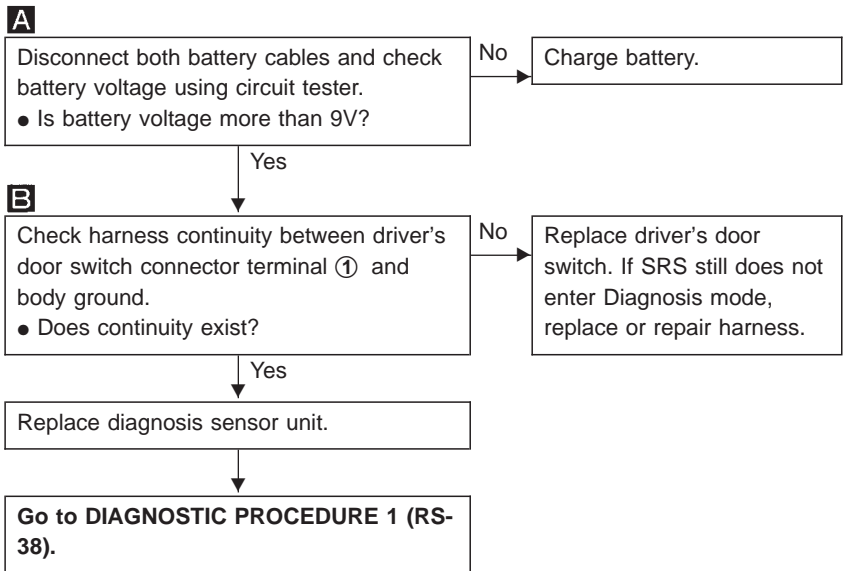 A
Disconnect both battery cables and check
battery voltage using circuit tester.
● Is battery voltage more than 9V?
No
Charge battery.
Yes
B
Check harness continuity between driver's
door switch connector terminal ① and
body ground.
● Does continuity exist?
No
Replace driver's door
switch. If SRS still does not
enter Diagnosis mode,
replace or repair harness.
Yes
Replace diagnosis sensor unit.
Go to DIAGNOSTIC PROCEDURE 1 (RS-
38).